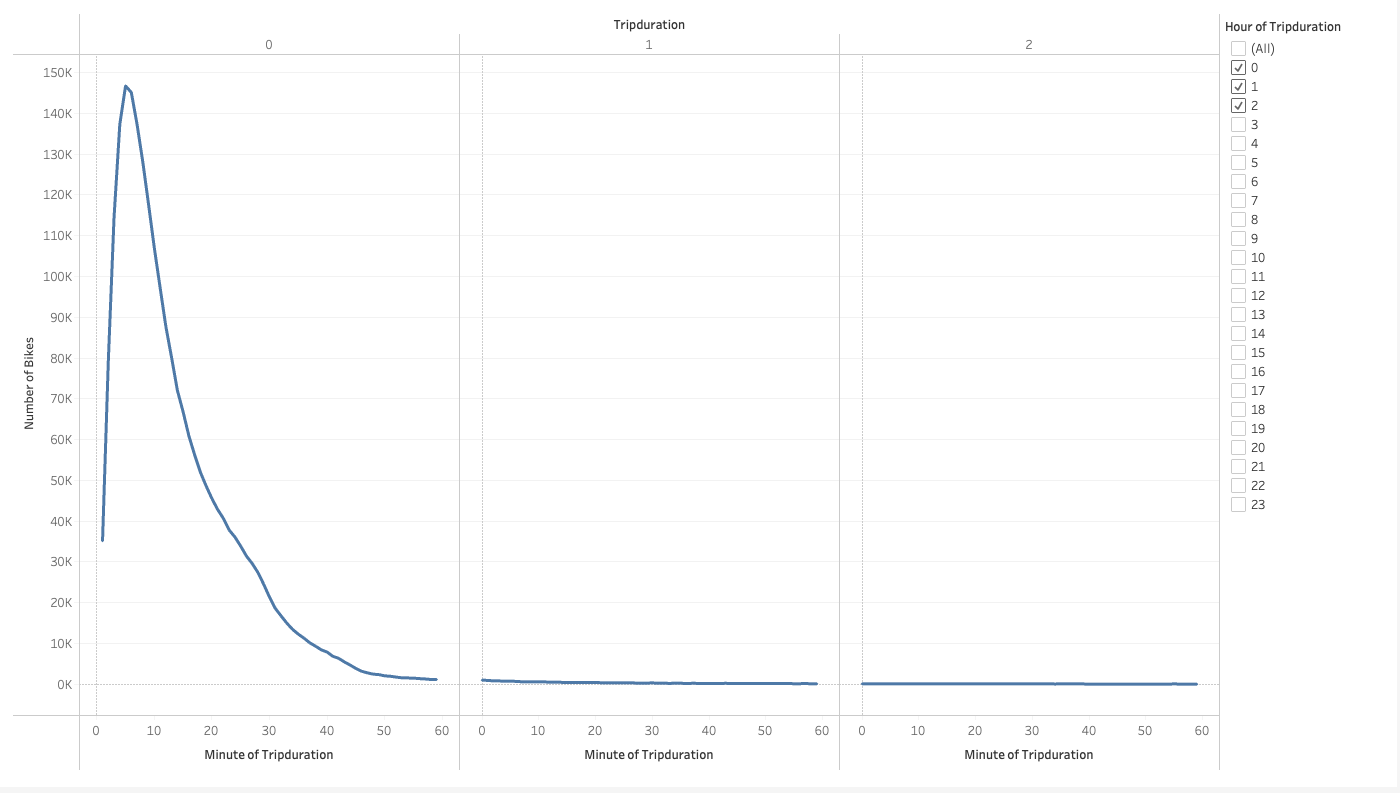 Tripduration
0 1 2
150K
140K
130K
120K
110K
100K
90K
80K
70K
60K
50K
40K
30K
20K
10K
0K
Number of Bikes
0 10 20 30 40 50 60 0 10 20 30 40 50 60 0 10 20 30 40 50 60
Minute of Tripduration Minute of Tripduration Minute of Tripduration
Hour of Tripduration
(All)
0
1
2
3
4
5
6
7
8
9
10
11
12
13
14
15
16
17
18
19
20
21
22
23